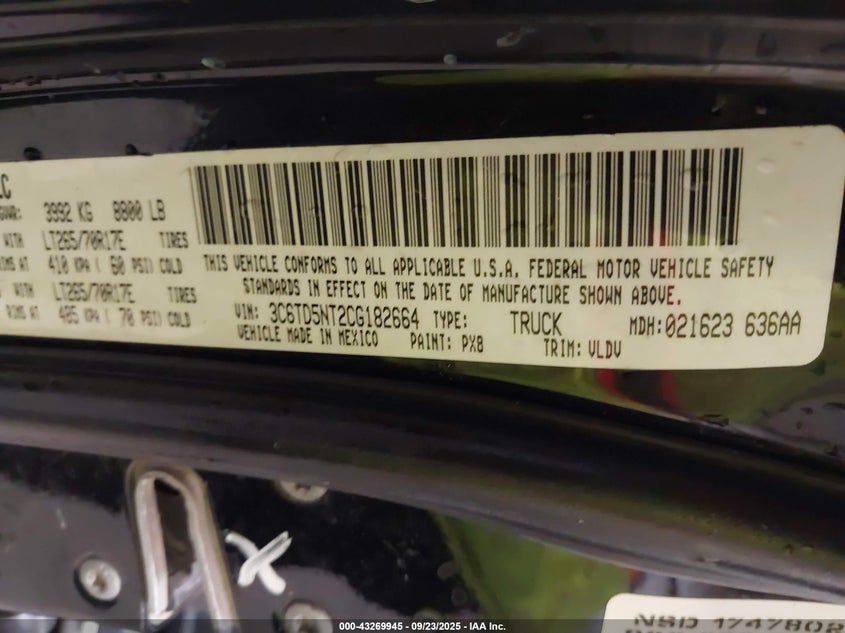 GVWR: 3992 KG 8800 LB
WITH LT265/70R17E TIRES
RIMS AT 410 KPA ( 60 PSI) COLD
WITH LT265/70R17E TIRES
RIMS AT 485 KPA ( 70 PSI) COLD
THIS VEHICLE CONFORMS TO ALL APPLICABLE U.S.A. FEDERAL MOTOR VEHICLE SAFETY
STANDARDS IN EFFECT ON THE DATE OF MANUFACTURE SHOWN ABOVE.
VIN: 3C6TD5NT2CG182664 TYPE: TRUCK MDH:021623 636AA
VEHICLE MADE IN MEXICO PAINT: PX8 TRIM: VLDV
X
NSD 1747802
000-43269945 - 09/23/2025 - IAA Inc.